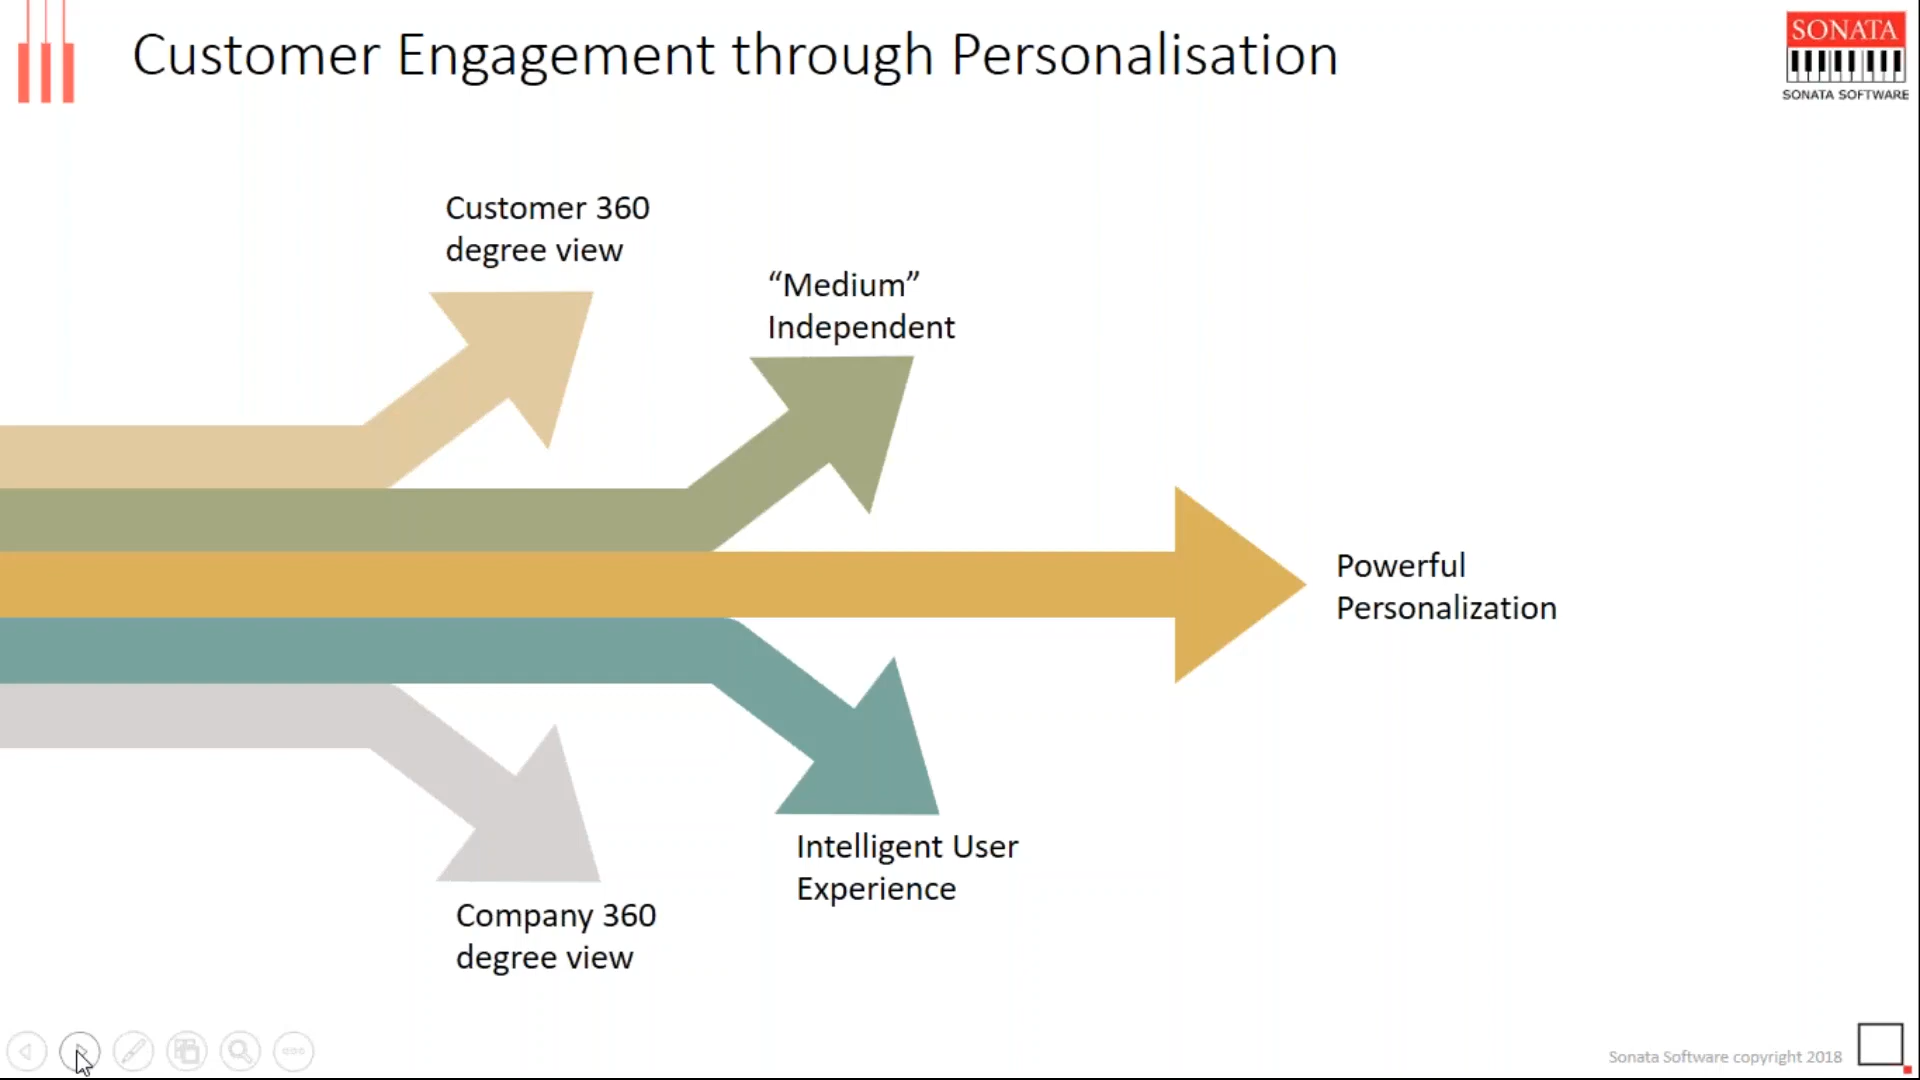 Customer Engagement through Personalisation
SONATA
SONATA SOFTWARE
Customer 360
degree view
“Medium”
Independent
Powerful
Personalization
Intelligent User
Experience
Company 360
degree view
Sonata Software copyright 2018